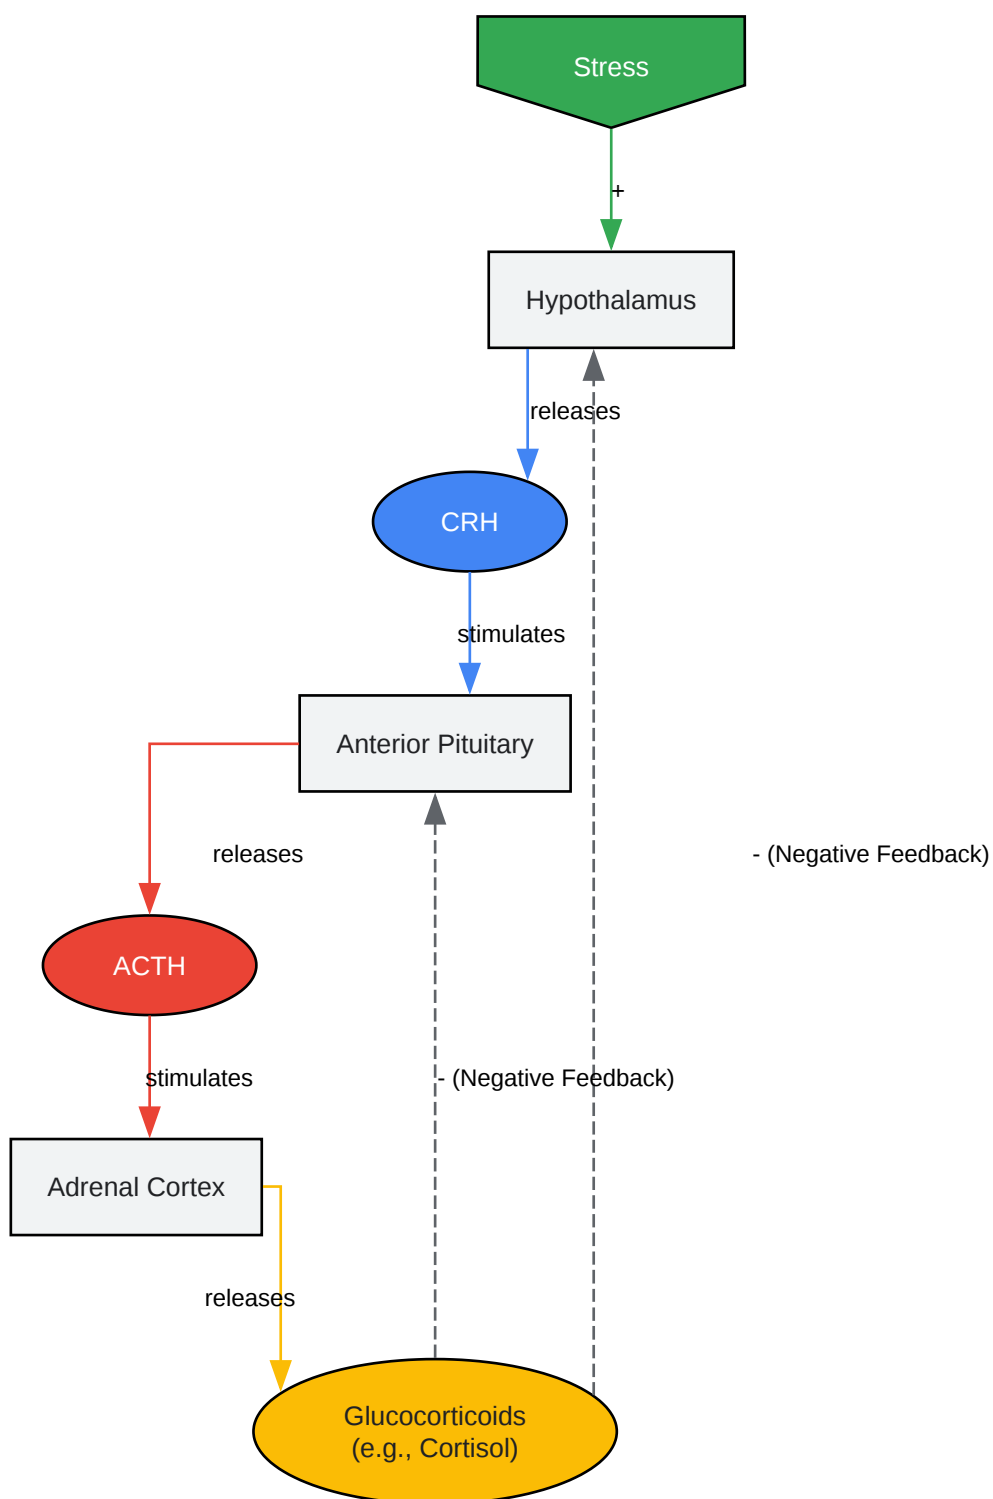 Stress
+
Hypothalamus
releases
CRH
stimulates
Anterior Pituitary
releases
- (Negative Feedback)
ACTH
stimulates
- (Negative Feedback)
Adrenal Cortex
releases
Glucocorticoids
(e.g., Cortisol)